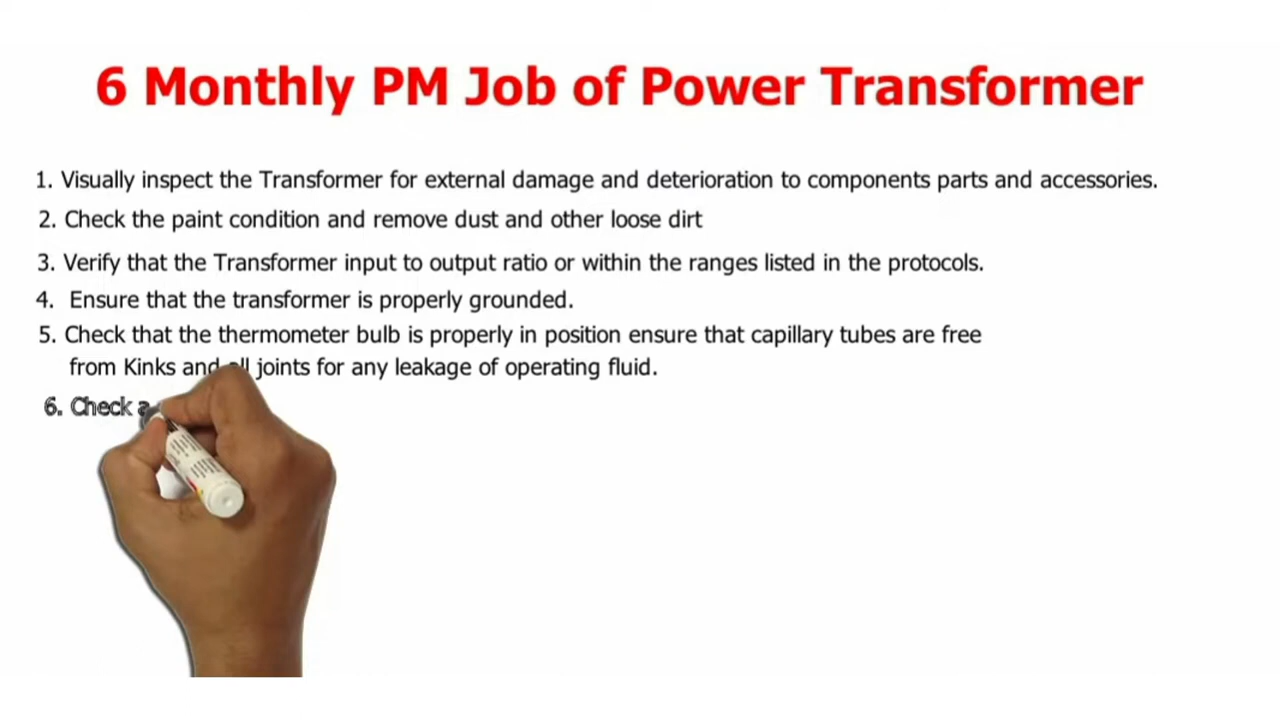 6 Monthly PM Job of Power Transformer
1. Visually inspect the Transformer for external damage and deterioration to components parts and accessories.
2. Check the paint condition and remove dust and other loose dirt
3. Verify that the Transformer input to output ratio or within the ranges listed in the protocols.
4. Ensure that the transformer is properly grounded.
5. Check that the thermometer bulb is properly in position ensure that capillary tubes are free
from Kinks and all joints for any leakage of operating fluid.
6. Check